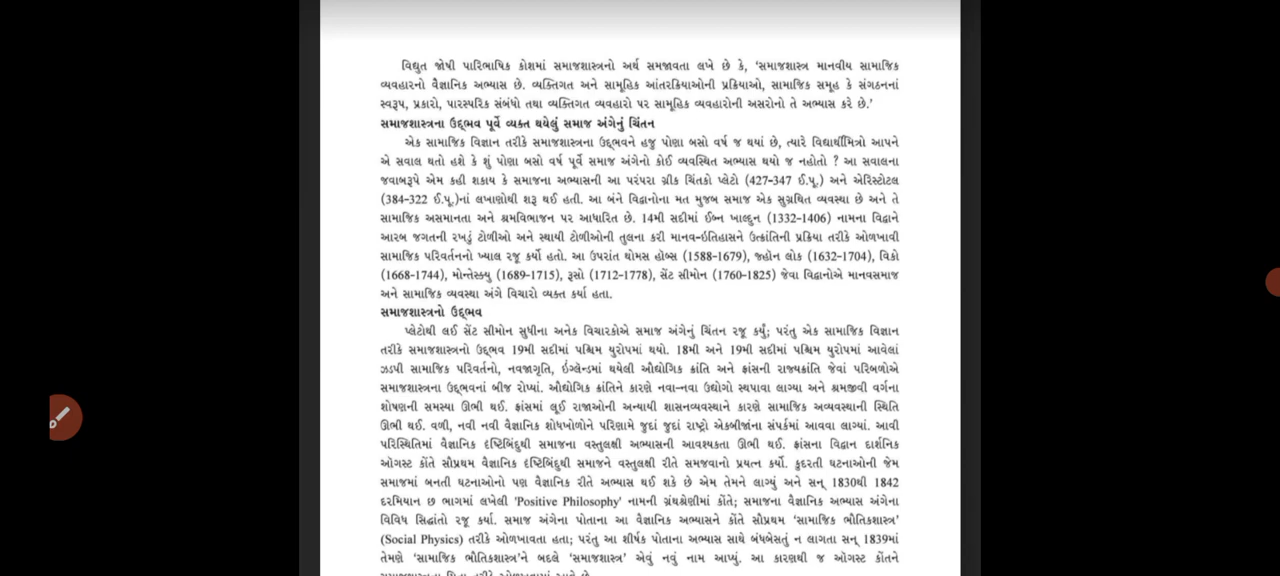 વિદ્યુત જોષી પારિભાષિક કોશમાં સમાજશાસ્ત્રનો અર્થ સમજાવતા લખે છે કે, ‘સમાજશાસ્ત્ર માનવીય સામાજિક
વ્યવહારનો વૈજ્ઞાનિક અભ્યાસ છે. વ્યક્તિગત અને સામૂહિક આંતરક્રિયાઓની પ્રક્રિયાઓ, સામાજિક સમૂહ કે સંગઠનનાં
સ્વરૂપ, પ્રકારો, પારસ્પરિક સંબંધો તથા વ્યક્તિગત વ્યવહારો પર સામૂહિક વ્યવહારોની અસરોનો તે અભ્યાસ કરે છે.’
સમાજશાસ્ત્રના ઉદ્ભવ પૂર્વે વ્યક્ત થયેલું સમાજ અંગેનું ચિંતન
એક સામાજિક વિજ્ઞાન તરીકે સમાજશાસ્ત્રના ઉદ્ભવને હજુ પોણા બસો વર્ષ જ થયાં છે, ત્યારે વિદ્યાર્થીમિત્રો આપને
એ સવાલ થતો હશે કે શું પોણા બસો વર્ષ પૂર્વે સમાજ અંગેનો કોઈ વ્યવસ્થિત અભ્યાસ થયો જ નહોતો ? આ સવાલના
જવાબરૂપે એમ કહી શકાય કે સમાજના અભ્યાસની આ પરંપરા ગ્રીક ચિંતકો પ્લેટો (427-347 ઈ.પૂ.) અને એરિસ્ટોટલ
(384-322 ઈ.પૂ.)નાં લખાણોથી શરૂ થઈ હતી. આ બંને વિદ્વાનોના મત મુજબ સમાજ એક સુગ્રથિત વ્યવસ્થા છે અને તે
સામાજિક અસમાનતા અને શ્રમવિભાજન પર આધારિત છે. 14મી સદીમાં ઈબ્ન ખાલ્દુન (1332-1406) નામના વિદ્વાને
આરબ જગતની રખડું ટોળીઓ અને સ્થાયી ટોળીઓની તુલના કરી માનવ-ઇતિહાસને ઉત્ક્રાંતિની પ્રક્રિયા તરીકે ઓળખાવી
સામાજિક પરિવર્તનનો ખ્યાલ રજૂ કર્યો હતો. આ ઉપરાંત થોમસ હૉબ્સ (1588-1679), જ્હૉન લોક (1632-1704), વિકો
(1668-1744), મોન્તેસ્ક્યુ (1689-1715), રૂસો (1712-1778), સેંટ સીમોન (1760-1825) જેવા વિદ્વાનોએ માનવસમાજ
અને સામાજિક વ્યવસ્થા અંગે વિચારો વ્યક્ત કર્યા હતા.
સમાજશાસ્ત્રનો ઉદ્ભવ
પ્લેટોથી લઈ સેંટ સીમોન સુધીના અનેક વિચારકોએ સમાજ અંગેનું ચિંતન રજૂ કર્યું; પરંતુ એક સામાજિક વિજ્ઞાન
તરીકે સમાજશાસ્ત્રનો ઉદ્ભવ 19મી સદીમાં પશ્ચિમ યુરોપમાં થયો. 18મી અને 19મી સદીમાં પશ્ચિમ યુરોપમાં આવેલાં
ઝડપી સામાજિક પરિવર્તનો, નવજાગૃતિ, ઇંગ્લૅન્ડમાં થયેલી ઔદ્યોગિક ક્રાંતિ અને ફ્રાંસની રાજ્યક્રાંતિ જેવાં પરિબળોએ
સમાજશાસ્ત્રના ઉદ્ભવનાં બીજ રોપ્યાં. ઔદ્યોગિક ક્રાંતિને કારણે નવા-નવા ઉદ્યોગો સ્થપાવા લાગ્યા અને શ્રમજીવી વર્ગના
શોષણની સમસ્યા ઊભી થઈ. ફ્રાંસમાં લૂઈ રાજાઓની અન્યાયી શાસનવ્યવસ્થાને કારણે સામાજિક અવ્યવસ્થાની સ્થિતિ
ઊભી થઈ. વળી, નવી નવી વૈજ્ઞાનિક શોધખોળોને પરિણામે જુદાં જુદાં રાષ્ટ્રો એકબીજાંના સંપર્કમાં આવવા લાગ્યાં. આવી
પરિસ્થિતિમાં વૈજ્ઞાનિક દૃષ્ટિબિંદુથી સમાજના વસ્તુલક્ષી અભ્યાસની આવશ્યકતા ઊભી થઈ. ફ્રાંસના વિદ્વાન દાર્શનિક
ઑગસ્ટ કોંતે સૌપ્રથમ વૈજ્ઞાનિક દૃષ્ટિબિંદુથી સમાજને વસ્તુલક્ષી રીતે સમજવાનો પ્રયત્ન કર્યો. કુદરતી ઘટનાઓની જેમ
સમાજમાં બનતી ઘટનાઓનો પણ વૈજ્ઞાનિક રીતે અભ્યાસ થઈ શકે છે એમ તેમને લાગ્યું અને સન્ 1830થી 1842
દરમિયાન છ ભાગમાં લખેલી 'Positive Philosophy' નામની ગ્રંથશ્રેણીમાં કોંતે; સમાજના વૈજ્ઞાનિક અભ્યાસ અંગેના
વિવિધ સિદ્ધાંતો રજૂ કર્યા. સમાજ અંગેના પોતાના આ વૈજ્ઞાનિક અભ્યાસને કોંતે સૌપ્રથમ ‘સામાજિક ભૌતિકશાસ્ત્ર’
(Social Physics) તરીકે ઓળખાવતા હતા; પરંતુ આ શીર્ષક પોતાના અભ્યાસ સાથે બંધબેસતું ન લાગતા સન્ 1839માં
તેમણે ‘સામાજિક ભૌતિકશાસ્ત્ર’ને બદલે ‘સમાજશાસ્ત્ર’ એવું નવું નામ આપ્યું. આ કારણથી જ ઑગસ્ટ કોંતને